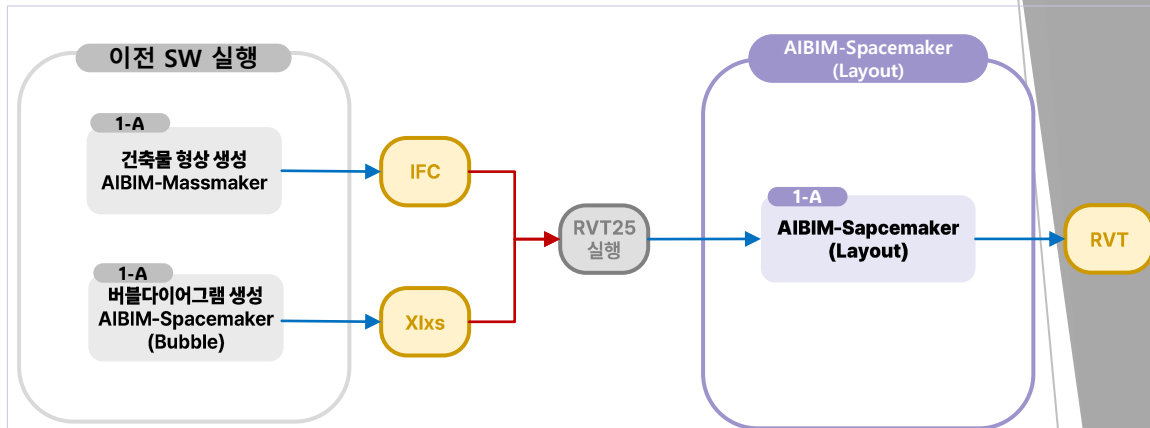 이전 SW 실행
1-A
건축물 형상 생성
AIBIM-Massmaker
IFC
1-A
버블다이어그램 생성
AIBIM-Spacemaker
(Bubble)
Xlxs
RVT25
실행
AIBIM-Spacemaker
(Layout)
1-A
AIBIM-Sapcemaker
(Layout)
RVT